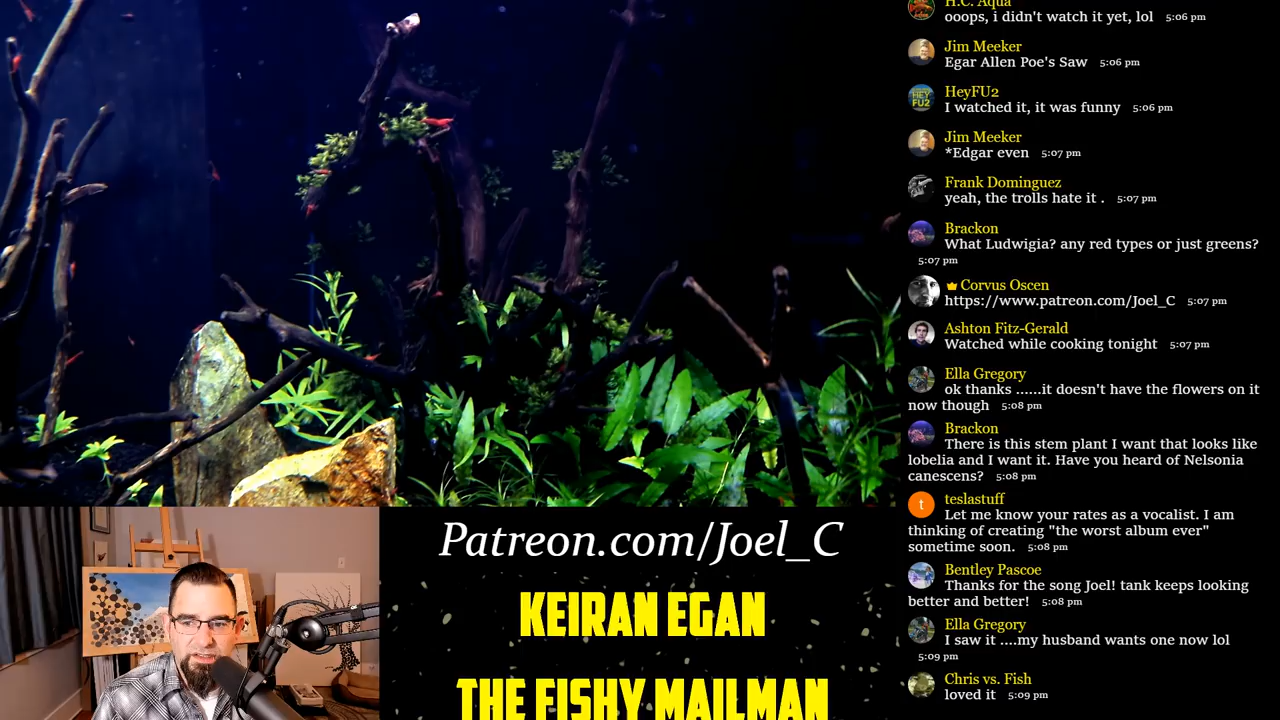 H.C. Aqua
ooops, i didn't watch it yet, lol 5:06 pm
Jim Meeker
Egar Allen Poe's Saw 5:06 pm
HEY
FU2
HeyFU2
I watched it, it was funny 5:06 pm
Jim Meeker
*Edgar even 5:07 pm
Frank Dominguez
yeah, the trolls hate it . 5:07 pm
Brackon
What Ludwigia? any red types or just greens?
5:07 pm
Corvus Oscen
https://www.patreon.com/Joel_C 5:07 pm
Ashton Fitz-Gerald
Watched while cooking tonight 5:07 pm
Ella Gregory
ok thanks ......it doesn't have the flowers on it
now though 5:08 pm
Brackon
There is this stem plant I want that looks like
lobelia and I want it. Have you heard of Nelsonia
canescens? 5:08 pm
t
teslastuff
Let me know your rates as a vocalist. I am
thinking of creating "the worst album ever"
sometime soon. 5:08 pm
Bentley Pascoe
Thanks for the song Joel! tank keeps looking
better and better! 5:08 pm
Ella Gregory
I saw it ....my husband wants one now lol
5:09 pm
Chris vs. Fish
loved it 5:09 pm
Patreon.com/Joel_C
KEIRAN EGAN
THE FISHY MAILMAN